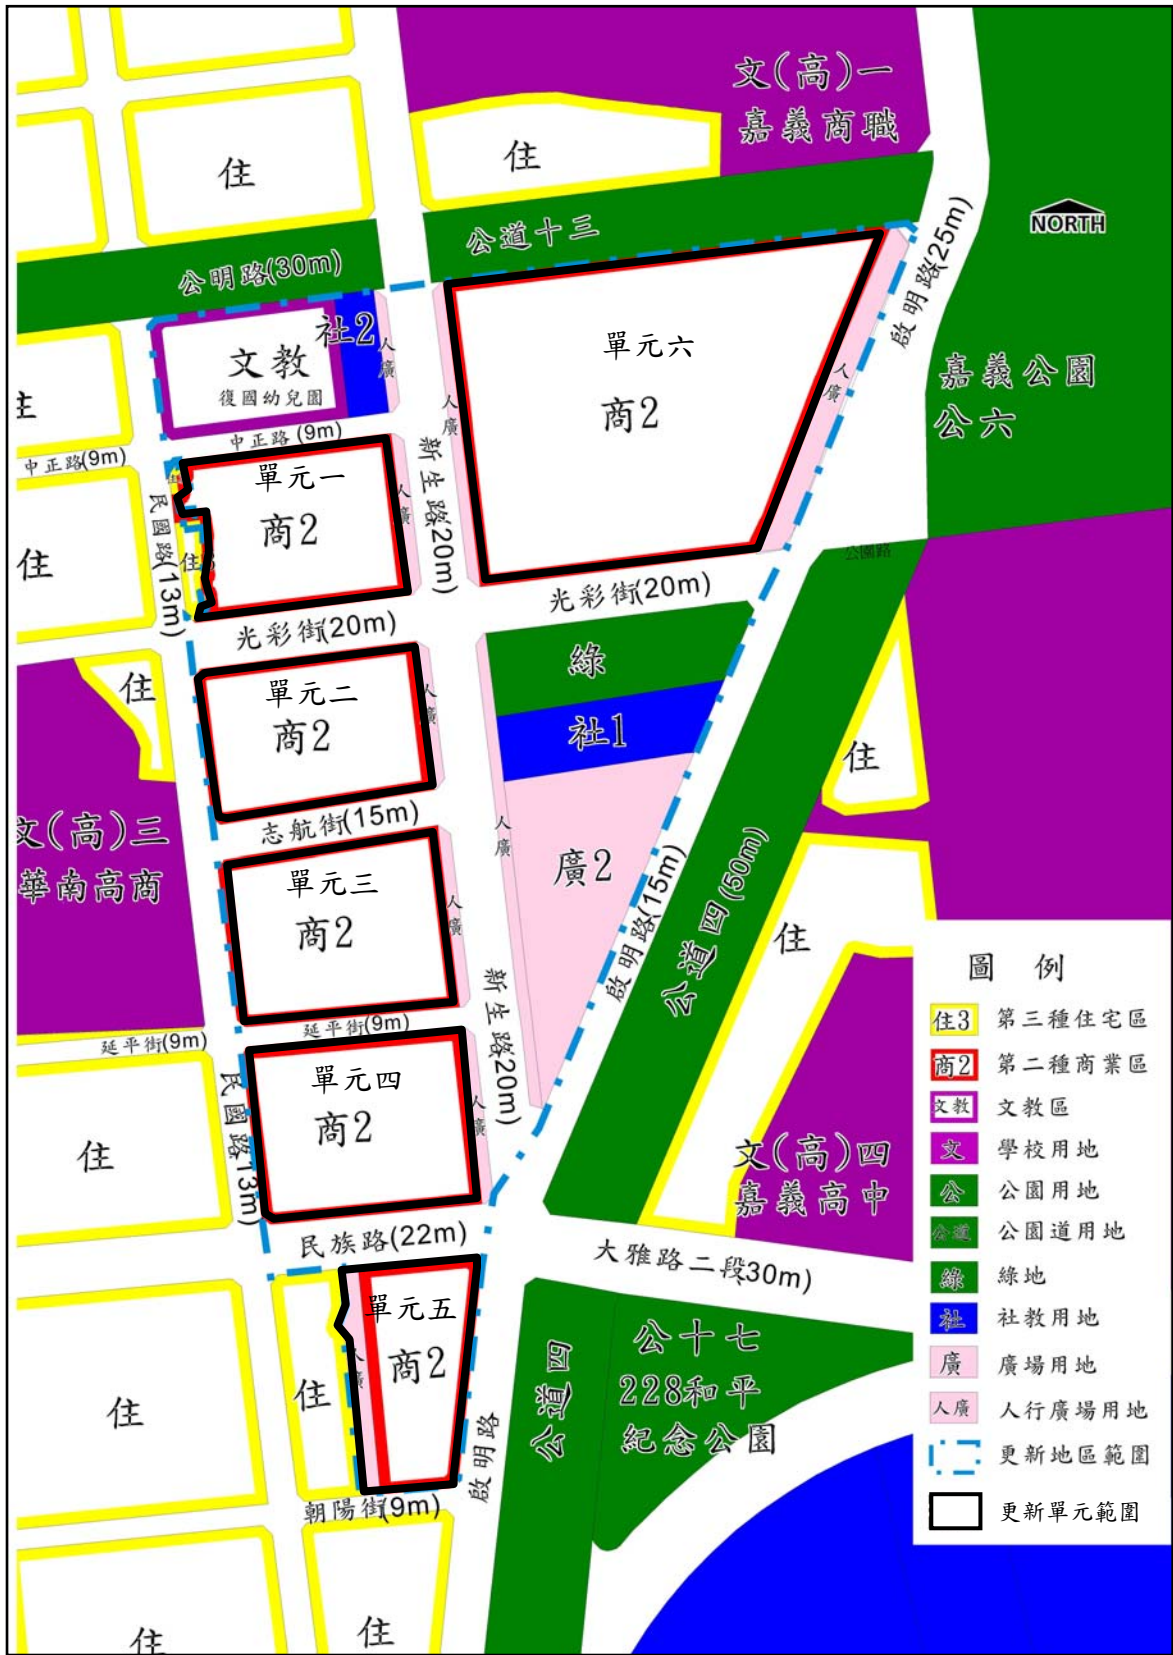 文(高)一
嘉義商職
住
住
公道十三
NORTH
公明路(30m)
啟明路(25m)
社2
人廣
文教
復國幼兒園
單元六
商2
人廣
人廣
嘉義公園
公六
住
中正路(9m)
中正路(9m)
新生路(20m)
單元一
商2
人廣
民國路(13m)
住
住
公園路
光彩街(20m)
光彩街(20m)
綠
住
單元二
商2
人廣
社1
住
志航街(15m)
文(高)三
華南高商
人廣
廣2
單元三
商2
人廣
啟明路(15m)
公道四(50m)
住
新生路20m)
延平街(9m)
延平街(9m)
單元四
商2
人廣
民國路13m)
住
文(高)四
嘉義高中
民族路(22m)
大雅路二段30m)
單元五
商2
人廣
住
住
公道四
公十七
228和平
紀念公園
啟明路
朝陽街(9m)
住
住
圖 例
住3 第三種住宅區
商2 第二種商業區
文教 文教區
文 學校用地
公 公園用地
公道 公園道用地
綠 綠地
社 社教用地
廣 廣場用地
人廣 人行廣場用地
更新地區範圍
更新單元範圍